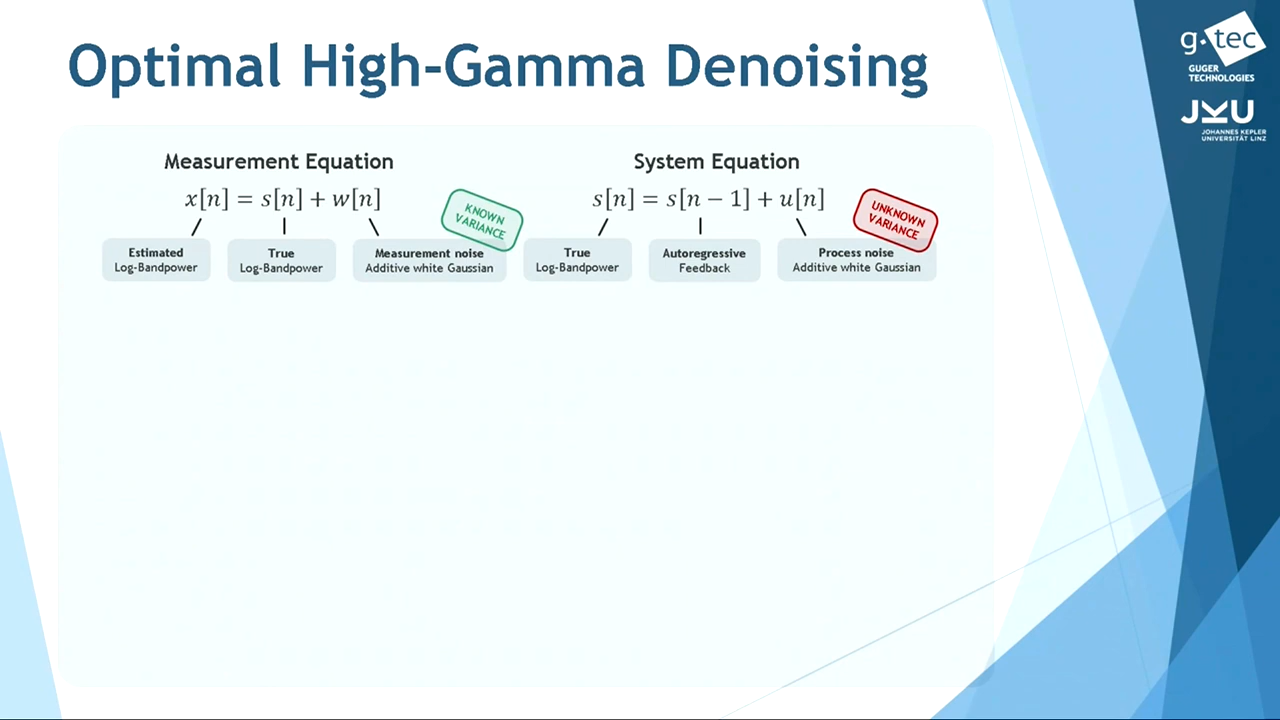 Optimal High-Gamma Denoising
g.tec
GUGER
TECHNOLOGIES
JKU
JOHANNES KEPLER
UNIVERSITÄT LINZ
Measurement Equation
x[n] = s[n] + w[n]
KNOWN
VARIANCE
Estimated
Log-Bandpower
True
Log-Bandpower
Measurement noise
Additive white Gaussian
System Equation
s[n] = s[n − 1] + u[n]
UNKNOWN
VARIANCE
True
Log-Bandpower
Autoregressive
Feedback
Process noise
Additive white Gaussian